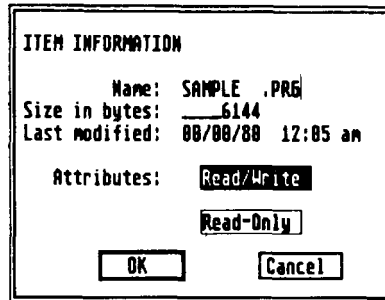 ITEM INFORMATION
Name: SAMPLE .PRG
Size in bytes: ____6144
Last modified: 00/00/80 12:05 am
Attributes: Read/Write
Read-Only
OK Cancel